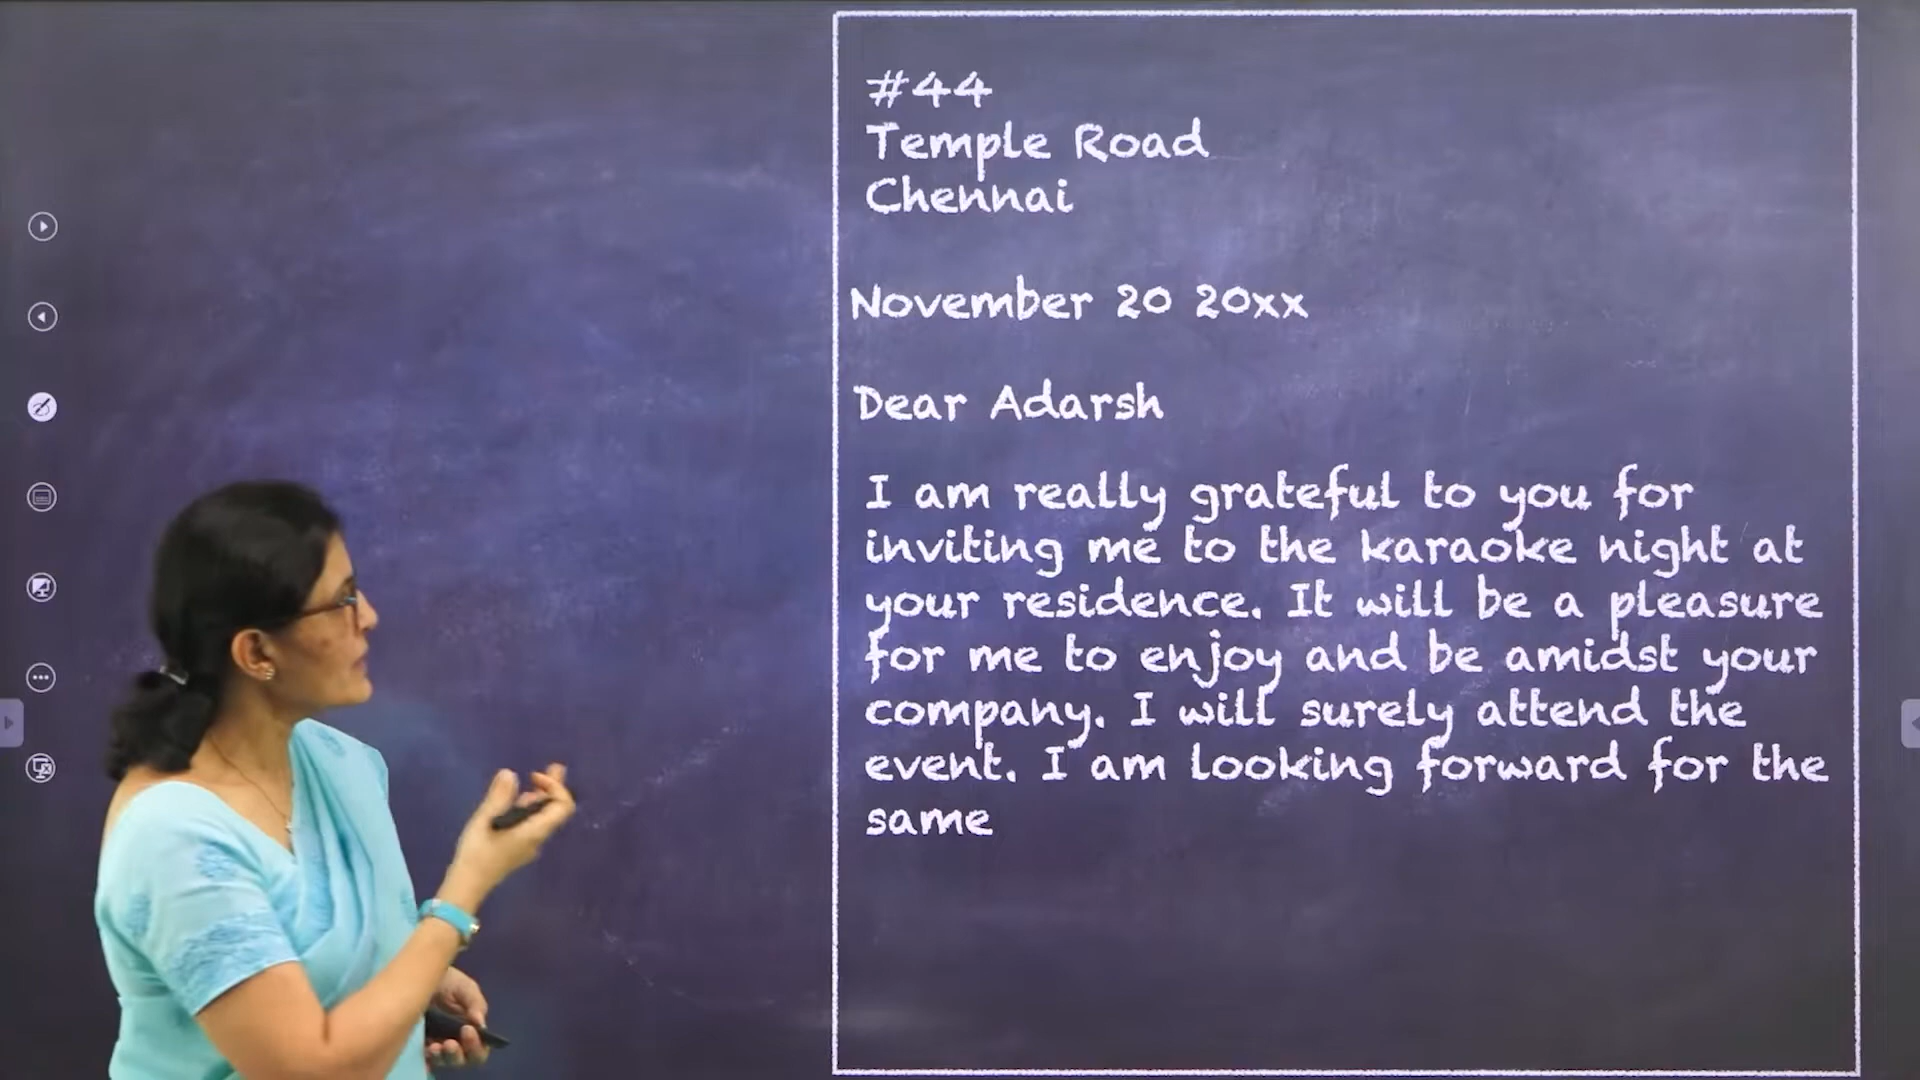 #44
Temple Road
Chennai
November 20 20xx
Dear Adarsh
I am really grateful to you for
inviting me to the karaoke night at
your residence. It will be a pleasure
for me to enjoy and be amidst your
company. I will surely attend the
event. I am looking forward for the
same